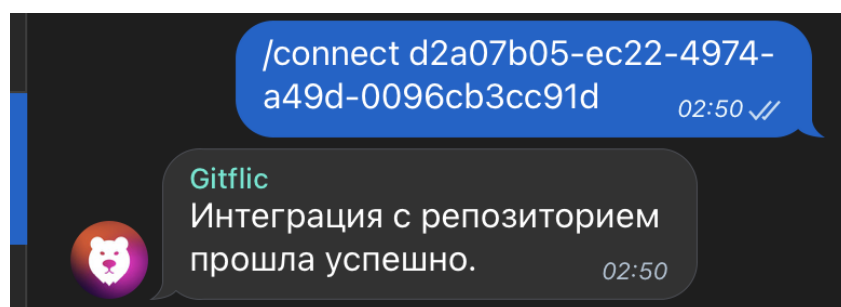 /connect d2a07b05-ec22-4974-
a49d-0096cb3cc91d
02:50
Gitflic
Интеграция с репозиторием
прошла успешно.
02:50